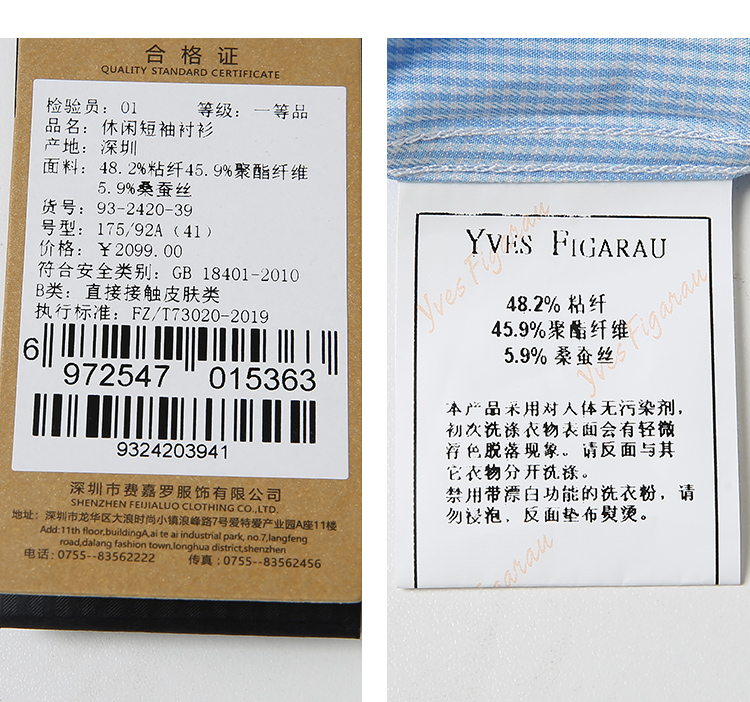 合格证
QUALITY STANDARD CERTIFICATE
检验员：01 等级：一等品
品名：休闲短袖衬衫
产地：深圳
面料：48.2%粘纤45.9%聚酯纤维
5.9%桑蚕丝
货号：93-2420-39
号型：175/92A（41）
价格：￥2099.00
符合安全类别：GB 18401-2010
B类：直接接触皮肤类
执行标准：FZ/T73020-2019
6 972547 015363
9324203941
深圳市费嘉罗服饰有限公司
SHENZHEN FEIJIALUO CLOTHING CO.,LTD.
地址：深圳市龙华区大浪时尚小镇浪峰路7号爱特爱产业园A座11楼
Add:11th floor,buildingA,ai te ai industrial park, no.7,langfeng
road,dalang fashion town,longhua district,shenzhen
电话：0755--83562222 传真：0755--83562456
YVES FIGARAU
Yves Figarau
48.2% 粘纤
45.9%聚酯纤维
5.9% 桑蚕丝
Yves Figarau
本产品采用对人体无污染剂，
初次洗涤衣物表面会有轻微
浮色脱落现象。请反面与其
它衣物分开洗涤。
禁用带漂白功能的洗衣粉，请
勿浸泡，反面垫布熨烫。
Yves Figarau